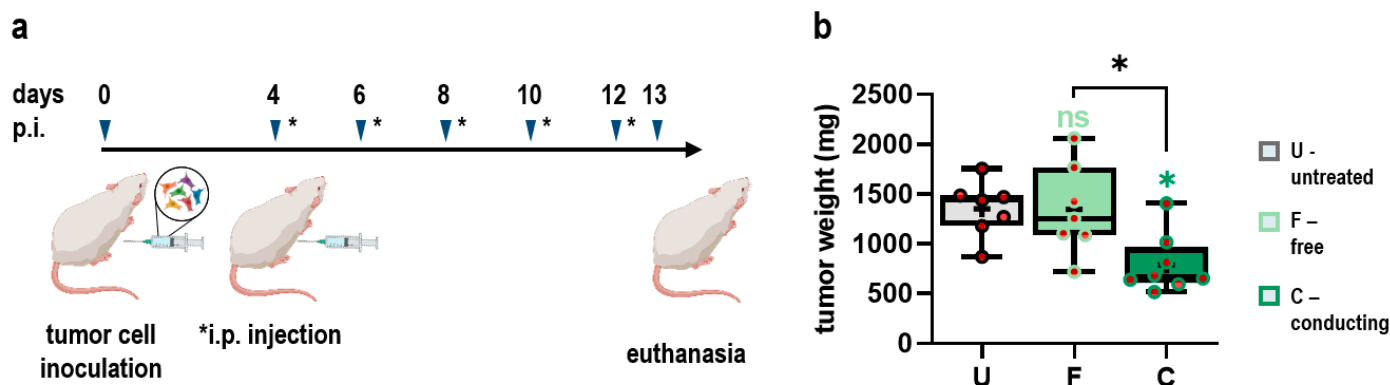 a
days 0 4 6 8 10 12 13
p.i. * * * * *
tumor cell
inoculation
*i.p. injection
euthanasia
b
*
tumor weight (mg)
2500
2000
1500
1000
500
0
ns
*
U F C
U -
untreated
F –
free
C –
conducting